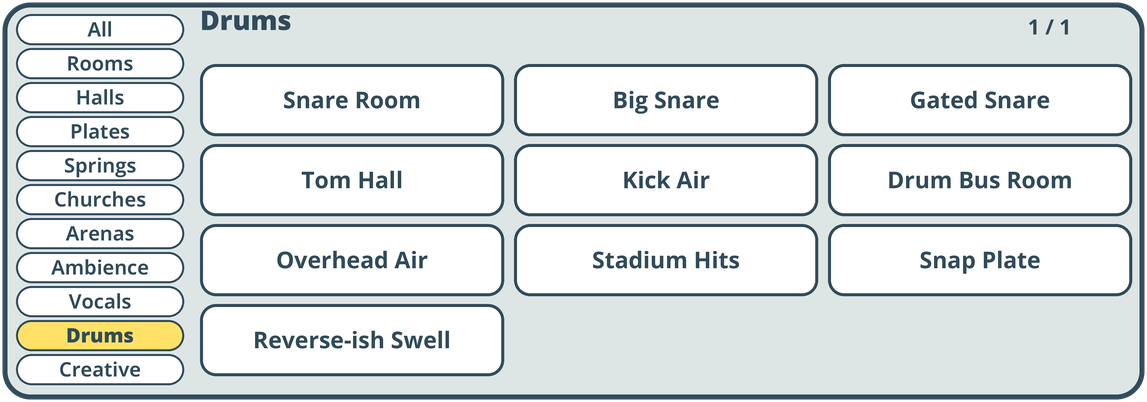 All
Rooms
Halls
Plates
Springs
Churches
Arenas
Ambience
Vocals
Drums
Creative
Drums
1 / 1
Snare Room
Big Snare
Gated Snare
Tom Hall
Kick Air
Drum Bus Room
Overhead Air
Stadium Hits
Snap Plate
Reverse-ish Swell